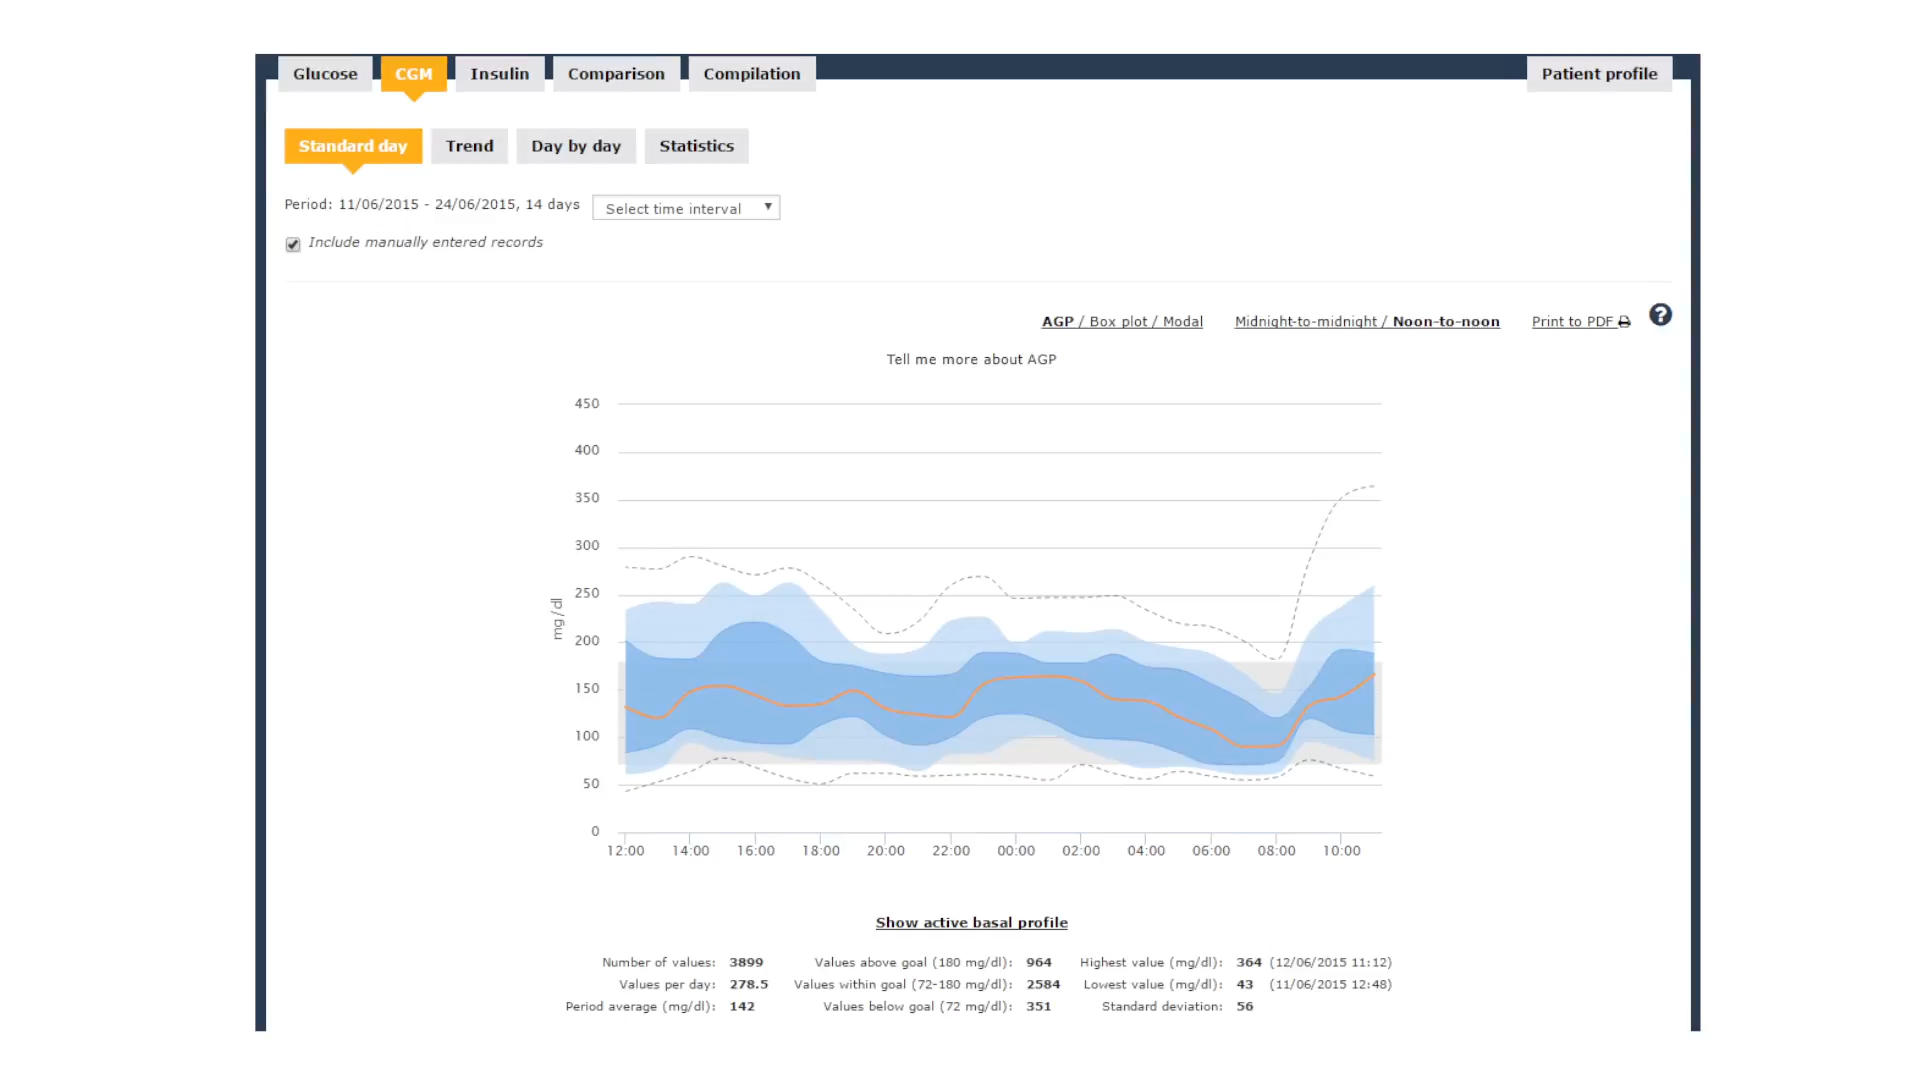 Glucose CGM Insulin Comparison Compilation Patient profile
Standard day Trend Day by day Statistics
Period: 11/06/2015 - 24/06/2015, 14 days Select time interval
Include manually entered records
AGP / Box plot / Modal Midnight-to-midnight / Noon-to-noon Print to PDF ?
Tell me more about AGP
450
400
350
300
250
200
150
100
50
0
mg/dl
12:00 14:00 16:00 18:00 20:00 22:00 00:00 02:00 04:00 06:00 08:00 10:00
Show active basal profile
Number of values: 3899 Values above goal (180 mg/dl): 964 Highest value (mg/dl): 364 (12/06/2015 11:12)
Values per day: 278.5 Values within goal (72-180 mg/dl): 2584 Lowest value (mg/dl): 43 (11/06/2015 12:48)
Period average (mg/dl): 142 Values below goal (72 mg/dl): 351 Standard deviation: 56